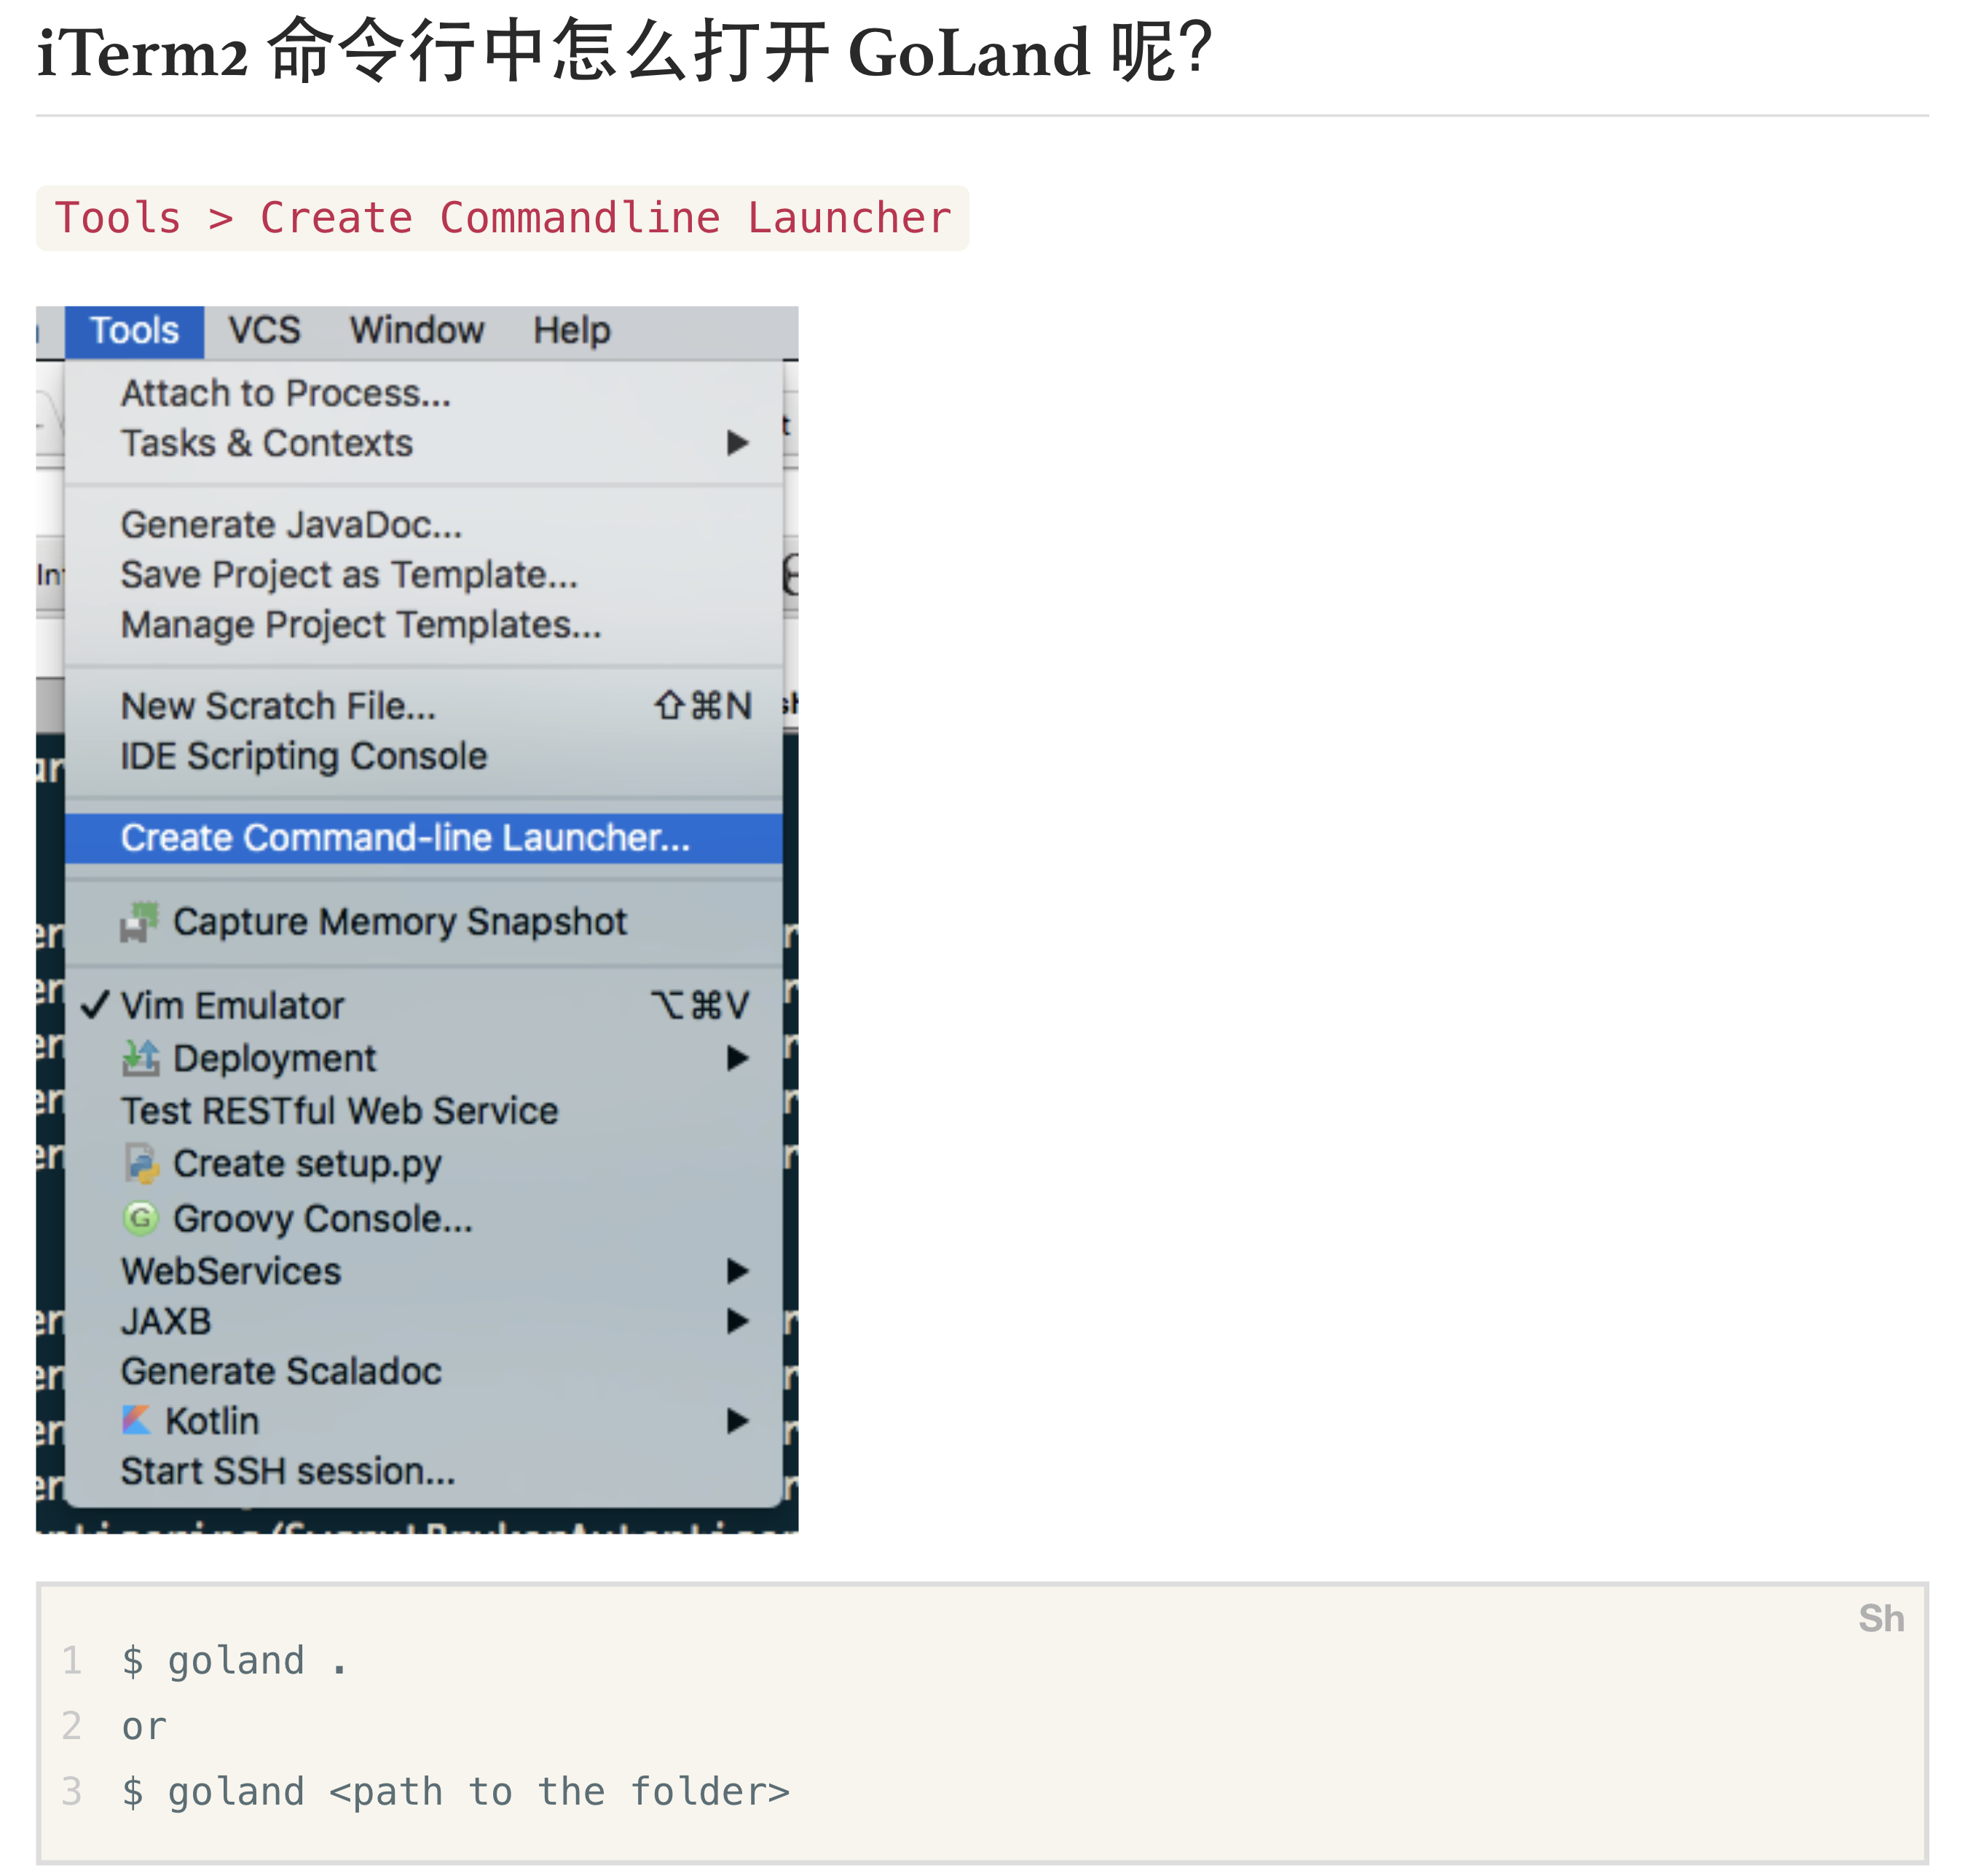 iTerm2 命令行中怎么打开 GoLand 呢？
Tools > Create Commandline Launcher
Tools VCS Window Help
Attach to Process...
Tasks & Contexts
Generate JavaDoc...
Save Project as Template...
Manage Project Templates...
New Scratch File... ⇧⌘N
IDE Scripting Console
Create Command-line Launcher...
Capture Memory Snapshot
✓ Vim Emulator ⌥⌘V
Deployment
Test RESTful Web Service
Create setup.py
Groovy Console...
WebServices
JAXB
Generate Scaladoc
Kotlin
Start SSH session...
Sh
1 $ goland .
2 or
3 $ goland <path to the folder>